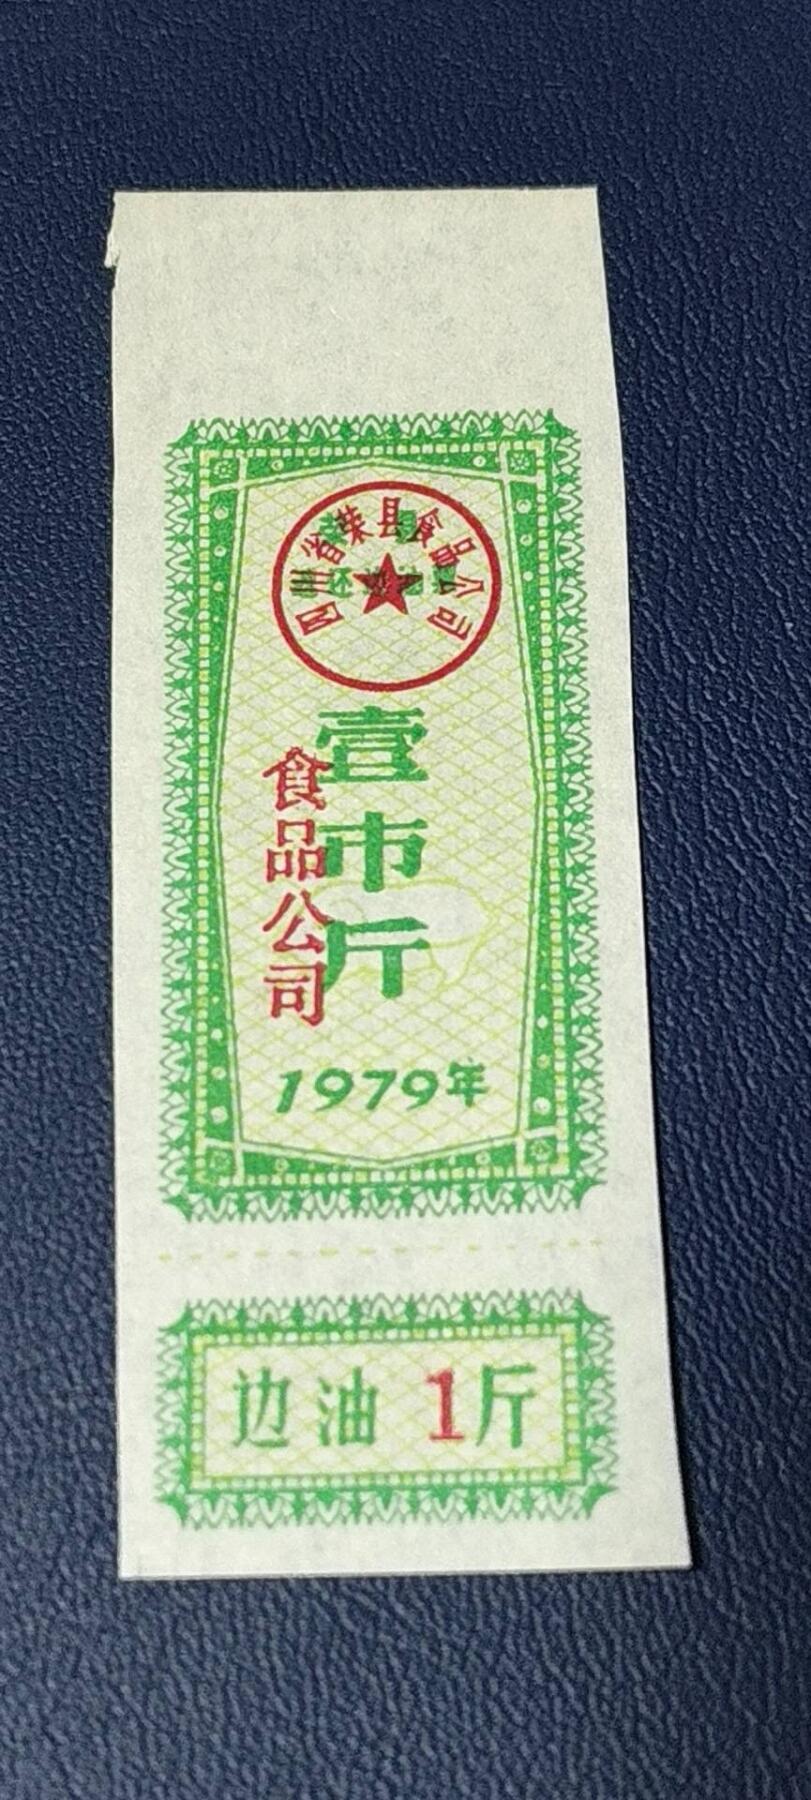 四川省荣县食品公司
壹市斤
食品公司
1979年
边油 1斤